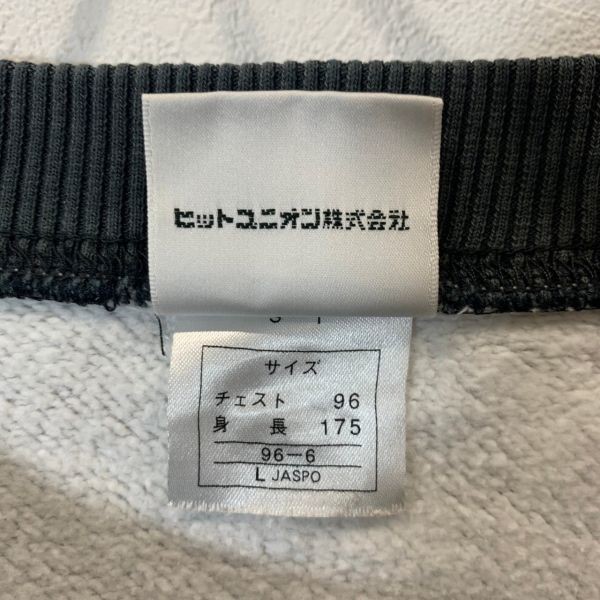 ヒットユニオン株式会社
サイズ
チェスト 96
身長 175
96-6
L JASPO